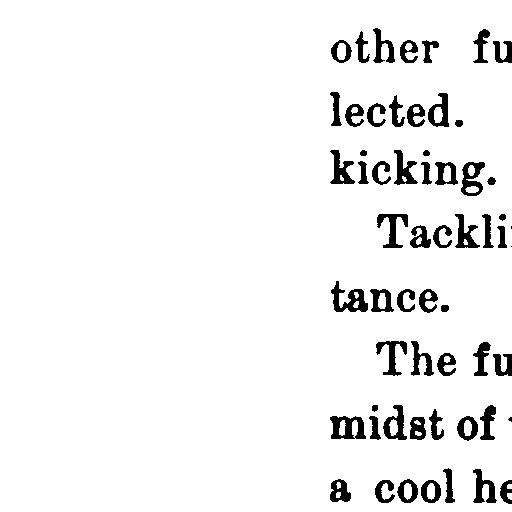 other fu
lected.
kicking.
Tackli
tance.
The fu
midst of
a cool he